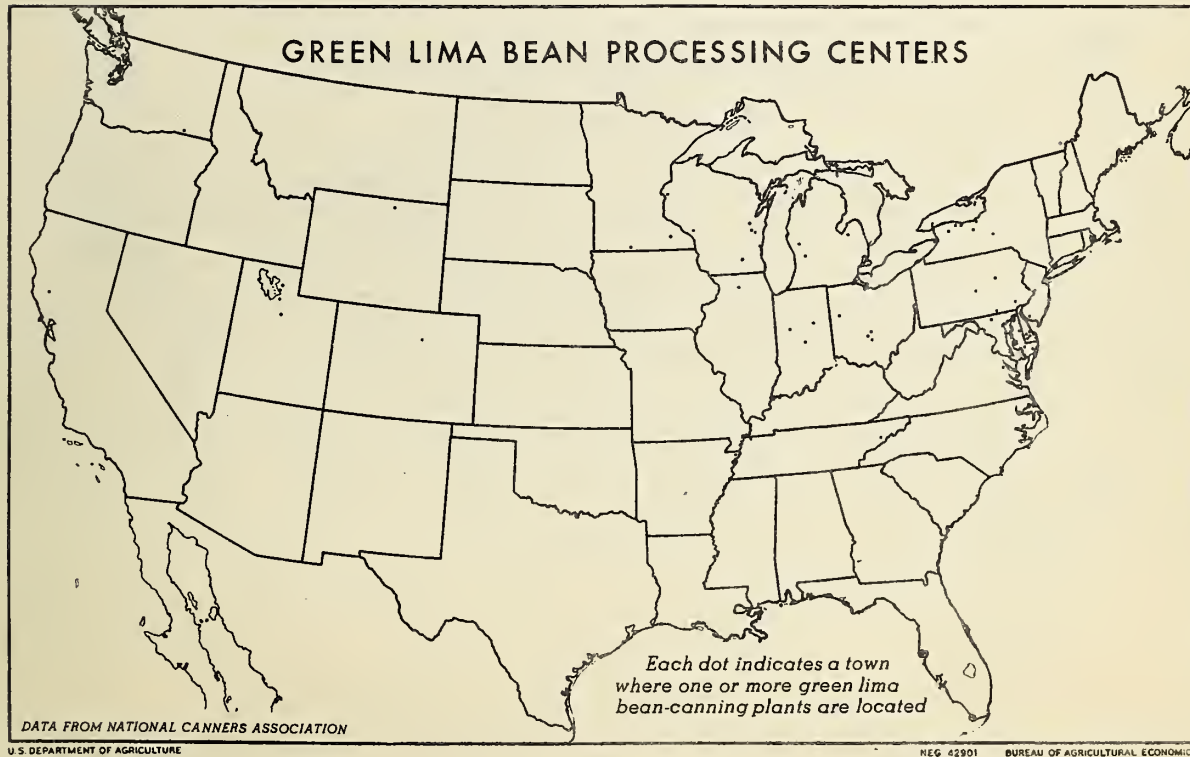 GREEN LIMA BEAN PROCESSING CENTERS
Each dot indicates a town
where one or more green lima
bean-canning plants are located
DATA FROM NATIONAL CANNERS ASSOCIATION
U.S. DEPARTMENT OF AGRICULTURE
NEG 42901 BUREAU OF AGRICULTURAL ECONOMIC